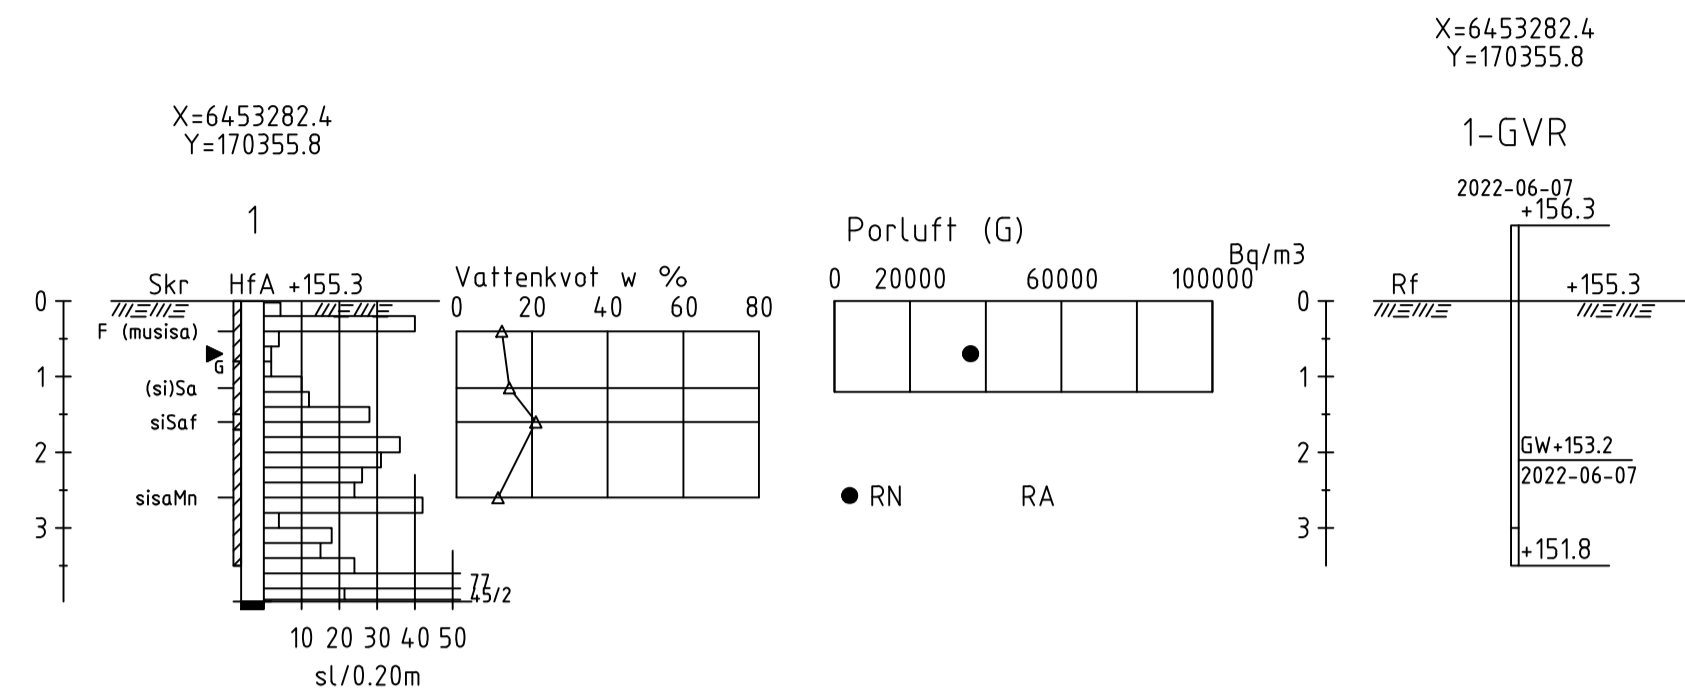 X=6453282.4
Y=170355.8
1
Skr HfA +155.3
0
F (musisa)
G
1
(si)Sa
siSaf
2
sisaMn
3
77
45/2
10 20 30 40 50
sl/0.20m
Vattenkvot w %
0 20 40 60 80
Porluft (G)
Bq/m3
0 20000 60000 100000
RN RA
X=6453282.4
Y=170355.8
1-GVR
2022-06-07
+156.3
Rf +155.3
0
1
2
3
GW+153.2
2022-06-07
+151.8